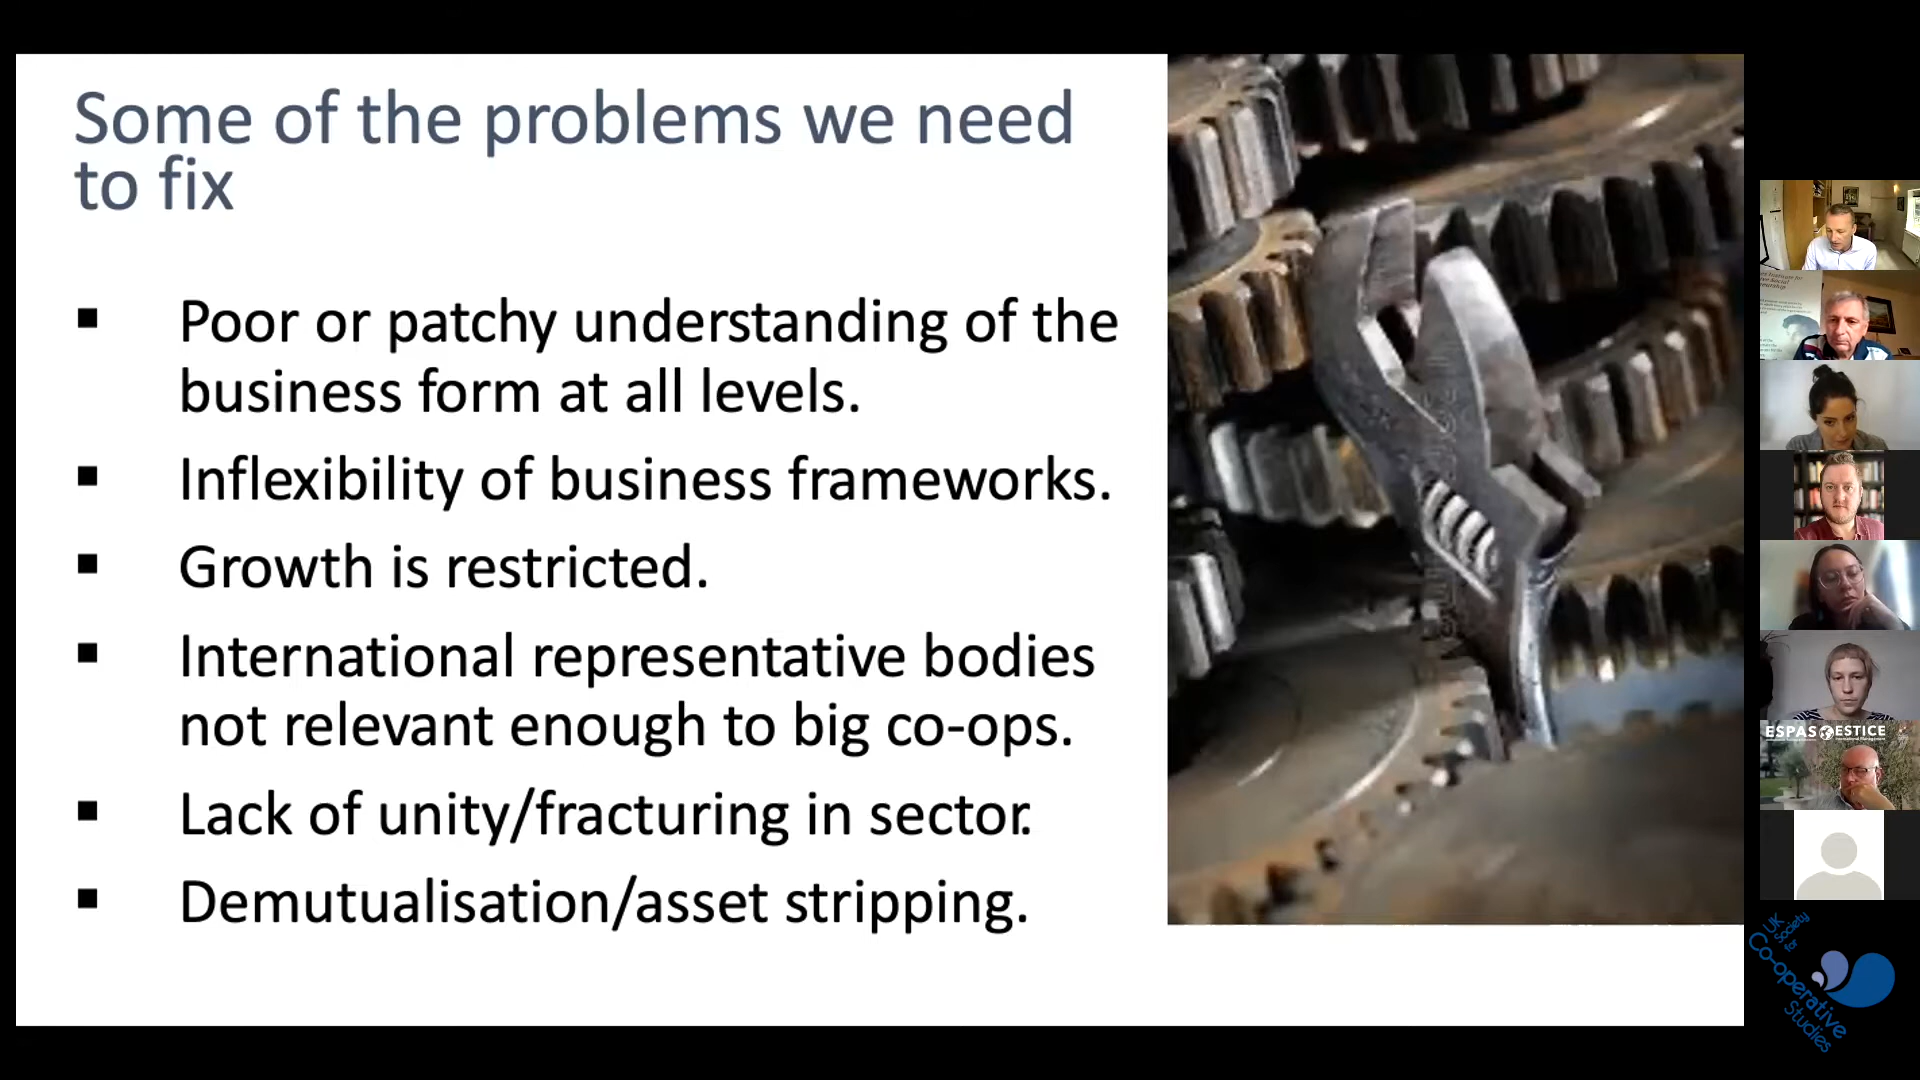 Some of the problems we need
to fix
▪ Poor or patchy understanding of the
business form at all levels.
▪ Inflexibility of business frameworks.
▪ Growth is restricted.
▪ International representative bodies
not relevant enough to big co-ops.
▪ Lack of unity/fracturing in sector.
▪ Demutualisation/asset stripping.
ESPAS ESTICE
UK
Society
for
Co-operative
Studies